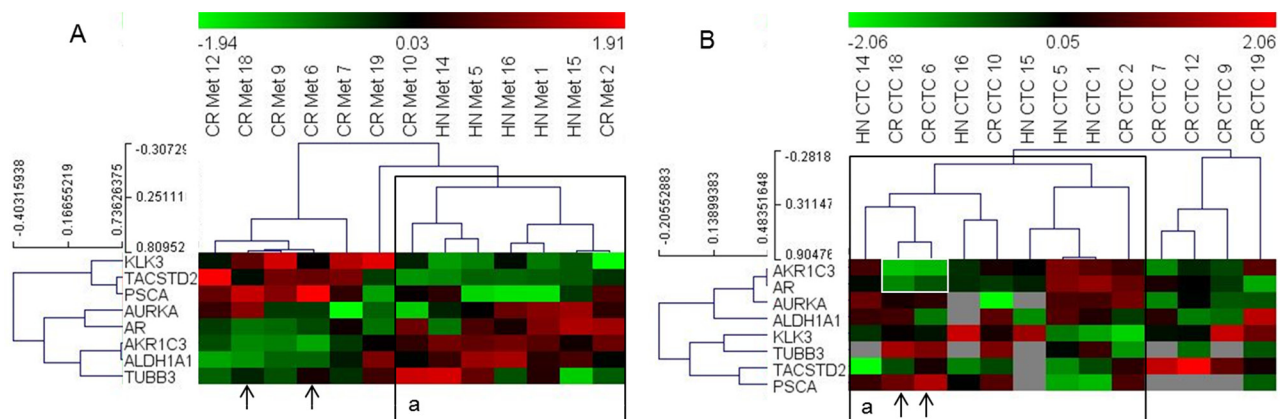 A
-1.94 0.03 1.91
CR Met 12
CR Met 18
CR Met 9
CR Met 6
CR Met 7
CR Met 19
CR Met 10
HN Met 14
HN Met 5
HN Met 16
HN Met 1
HN Met 15
CR Met 2
-0.40315938
0.16655219
0.73626375
-0.30729
0.25111
0.80952
KLK3
TACSTD2
PSCA
AURKA
AR
AKR1C3
ALDH1A1
TUBB3
a
B
-2.06 0.05 2.06
HN CTC 14
CR CTC 18
CR CTC 6
HN CTC 16
CR CTC 10
HN CTC 15
HN CTC 5
HN CTC 1
CR CTC 2
CR CTC 7
CR CTC 12
CR CTC 9
CR CTC 19
-0.20552883
0.13899383
0.48351648
-0.2818
0.31147
0.90476
AKR1C3
AR
AURKA
ALDH1A1
KLK3
TUBB3
TACSTD2
PSCA
a